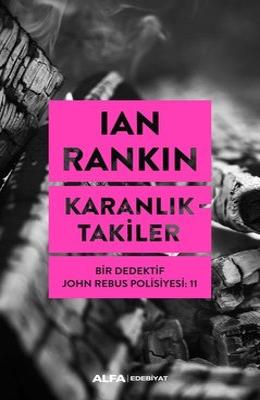 IAN
RANKIN
KARANLIK-
TAKİLER
BİR DEDEKTİF
JOHN REBUS POLİSİYESİ: 11
ALFA | EDEBİYAT